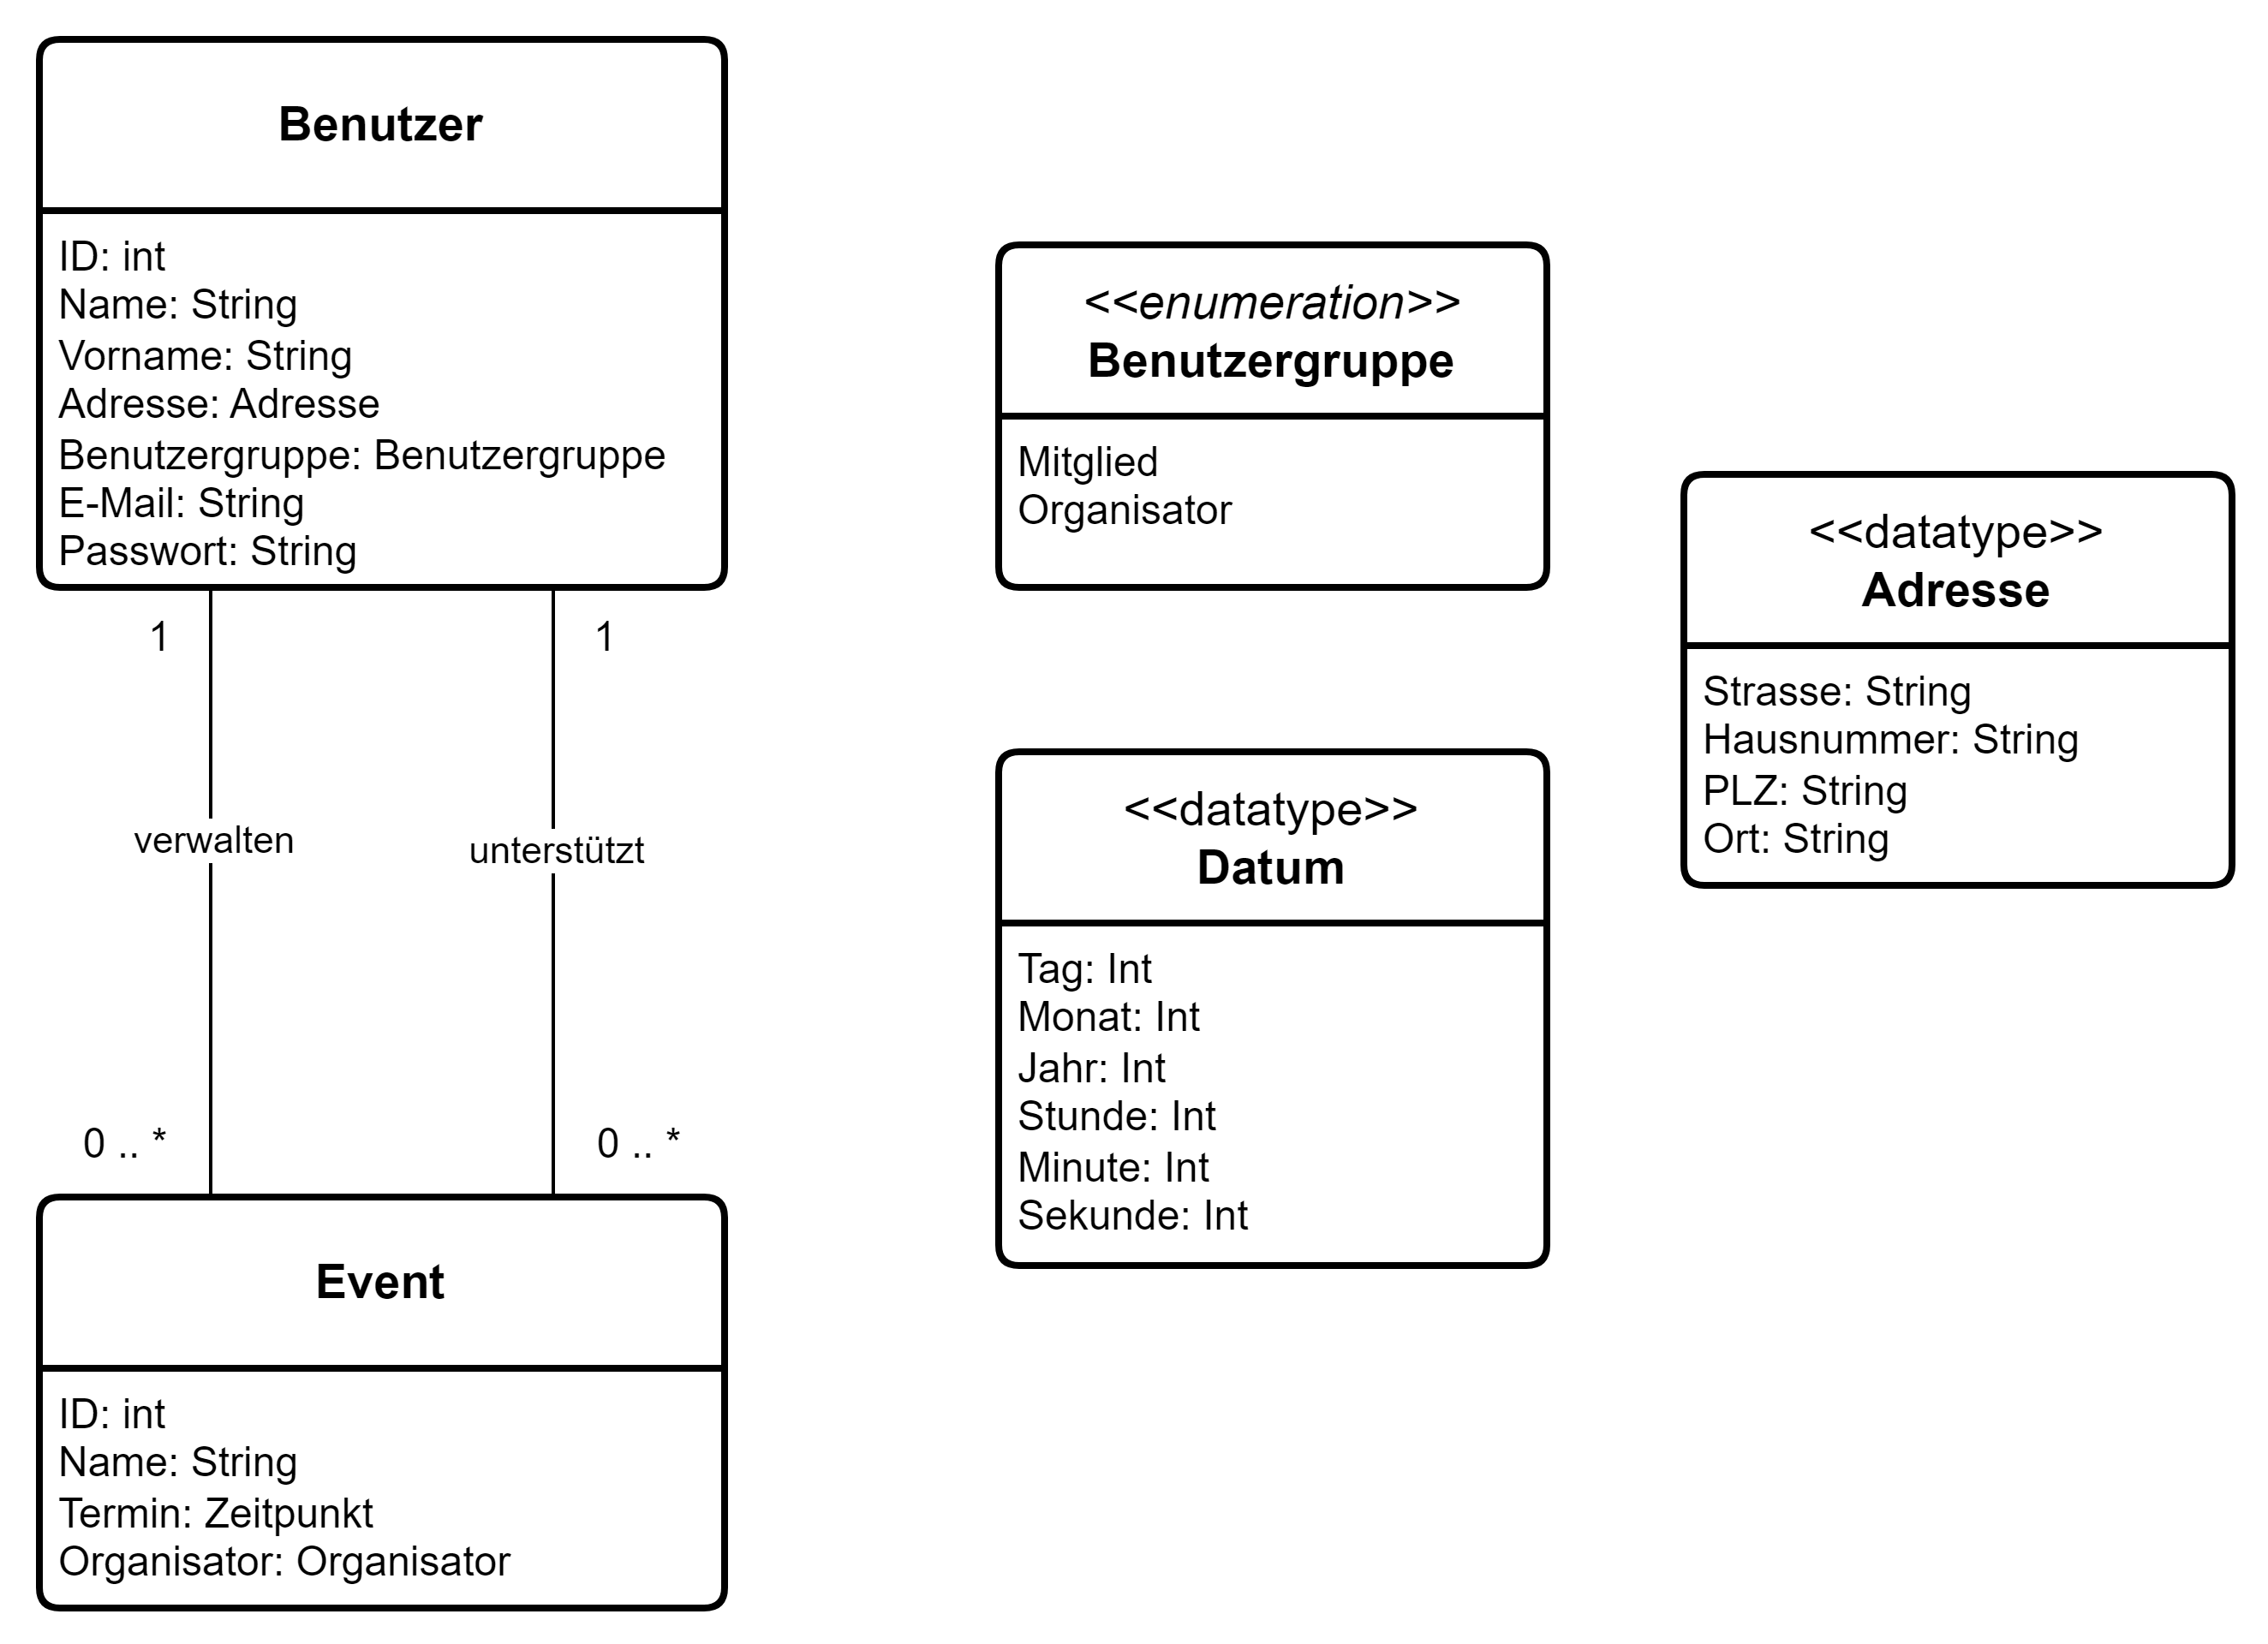 Benutzer
ID: int
Name: String
Vorname: String
Adresse: Adresse
Benutzergruppe: Benutzergruppe
E-Mail: String
Passwort: String
1
1
verwalten
unterstützt
0 .. *
0 .. *
Event
ID: int
Name: String
Termin: Zeitpunkt
Organisator: Organisator
<<enumeration>>
Benutzergruppe
Mitglied
Organisator
<<datatype>>
Datum
Tag: Int
Monat: Int
Jahr: Int
Stunde: Int
Minute: Int
Sekunde: Int
<<datatype>>
Adresse
Strasse: String
Hausnummer: String
PLZ: String
Ort: String